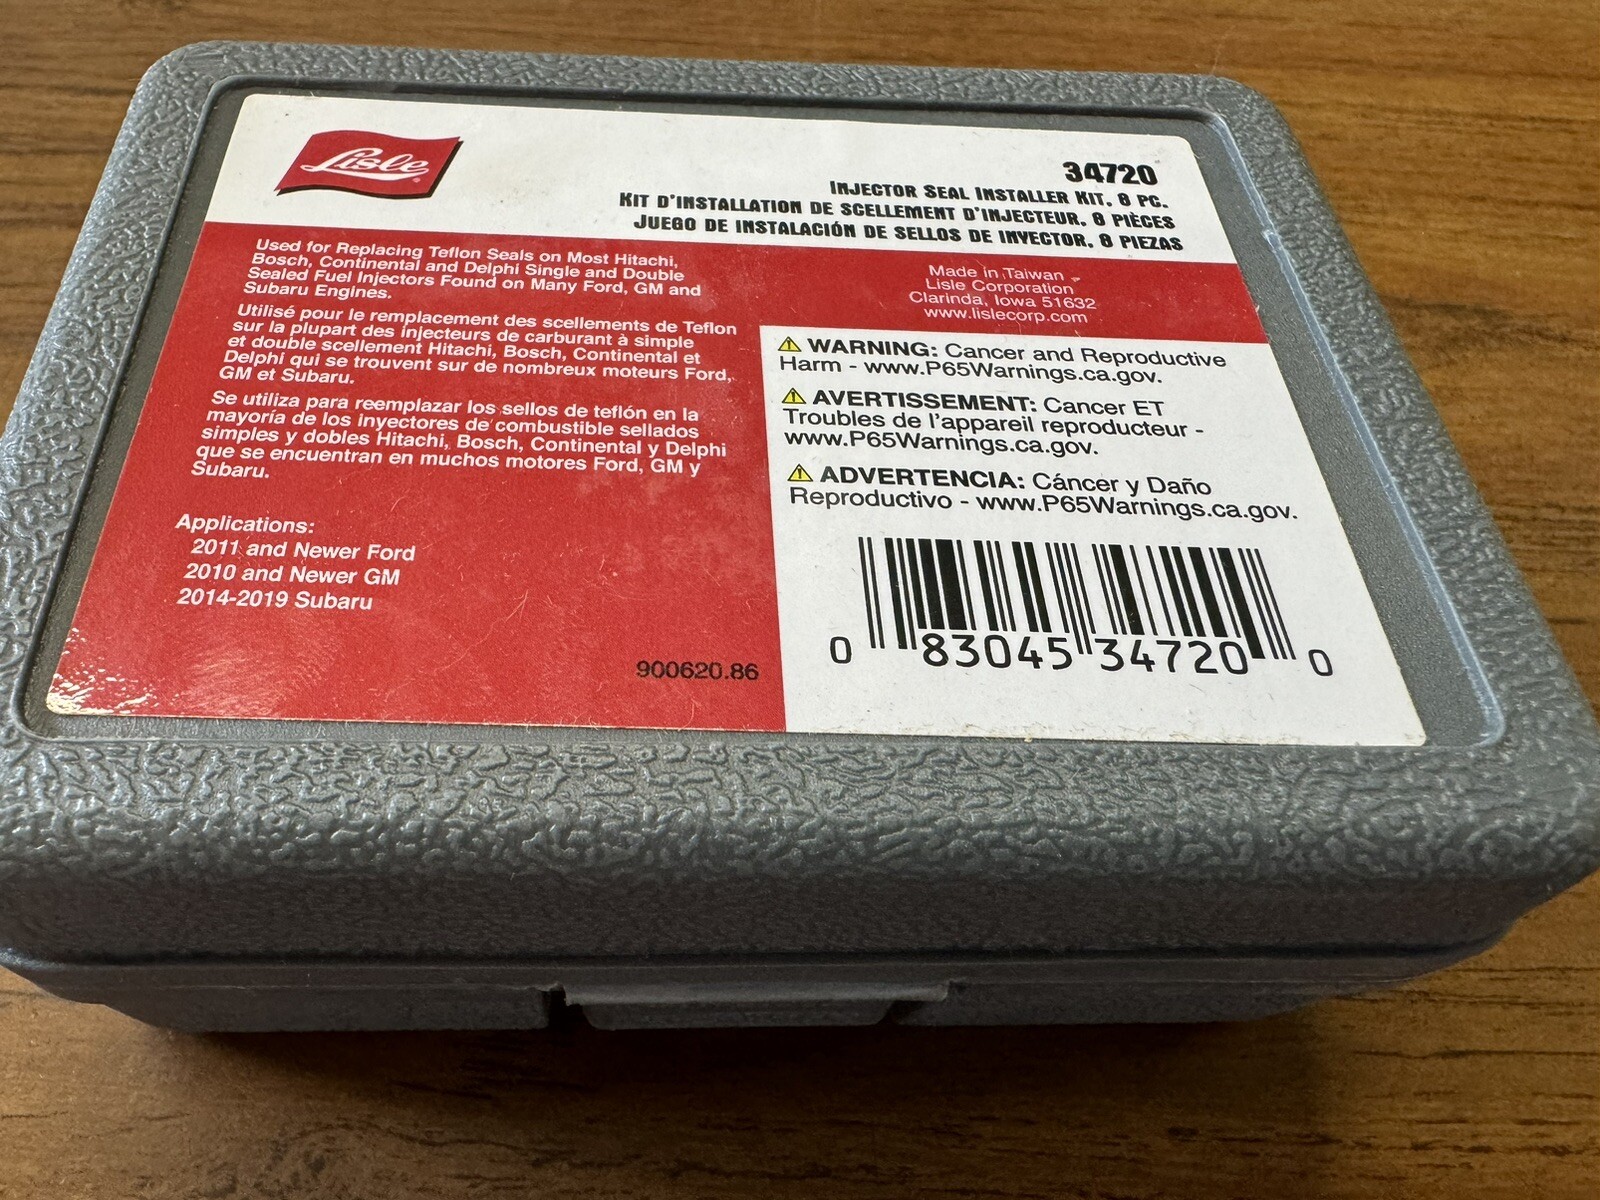 Lisle
34720
INJECTOR SEAL INSTALLER KIT, 8 PC.
KIT D'INSTALLATION DE SCELLEMENT D'INJECTEUR, 8 PIÈCES
JUEGO DE INSTALACIÓN DE SELLOS DE INYECTOR, 8 PIEZAS
Used for Replacing Teflon Seals on Most Hitachi,
Bosch, Continental and Delphi Single and Double
Sealed Fuel Injectors Found on Many Ford, GM and
Subaru Engines.
Utilisé pour le remplacement des scellements de Teflon
sur la plupart des injecteurs de carburant à simple
et double scellement Hitachi, Bosch, Continental et
Delphi qui se trouvent sur de nombreux moteurs Ford,
GM et Subaru.
Se utiliza para reemplazar los sellos de teflón en la
mayoría de los inyectores de combustible sellados
simples y dobles Hitachi, Bosch, Continental y Delphi
que se encuentran en muchos motores Ford, GM y
Subaru.
Applications:
2011 and Newer Ford
2010 and Newer GM
2014-2019 Subaru
900620.86
Made in Taiwan
Lisle Corporation
Clarinda, Iowa 51632
www.lislecorp.com
WARNING: Cancer and Reproductive
Harm - www.P65Warnings.ca.gov.
AVERTISSEMENT: Cancer ET
Troubles de l'appareil reproducteur -
www.P65Warnings.ca.gov.
ADVERTENCIA: Cáncer y Daño
Reproductivo - www.P65Warnings.ca.gov.
0 83045 34720 0